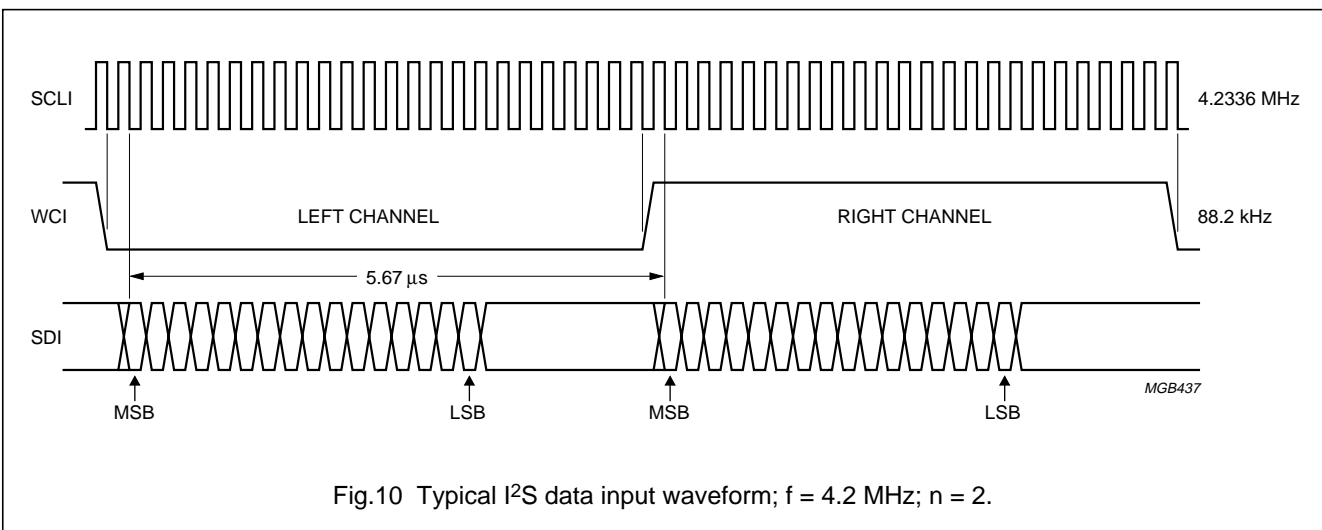 SCLI
4.2336 MHz
WCI
LEFT CHANNEL
RIGHT CHANNEL
88.2 kHz
5.67 μs
SDI
MSB
LSB
MSB
LSB
MGB437
Fig.10 Typical I²S data input waveform; f = 4.2 MHz; n = 2.